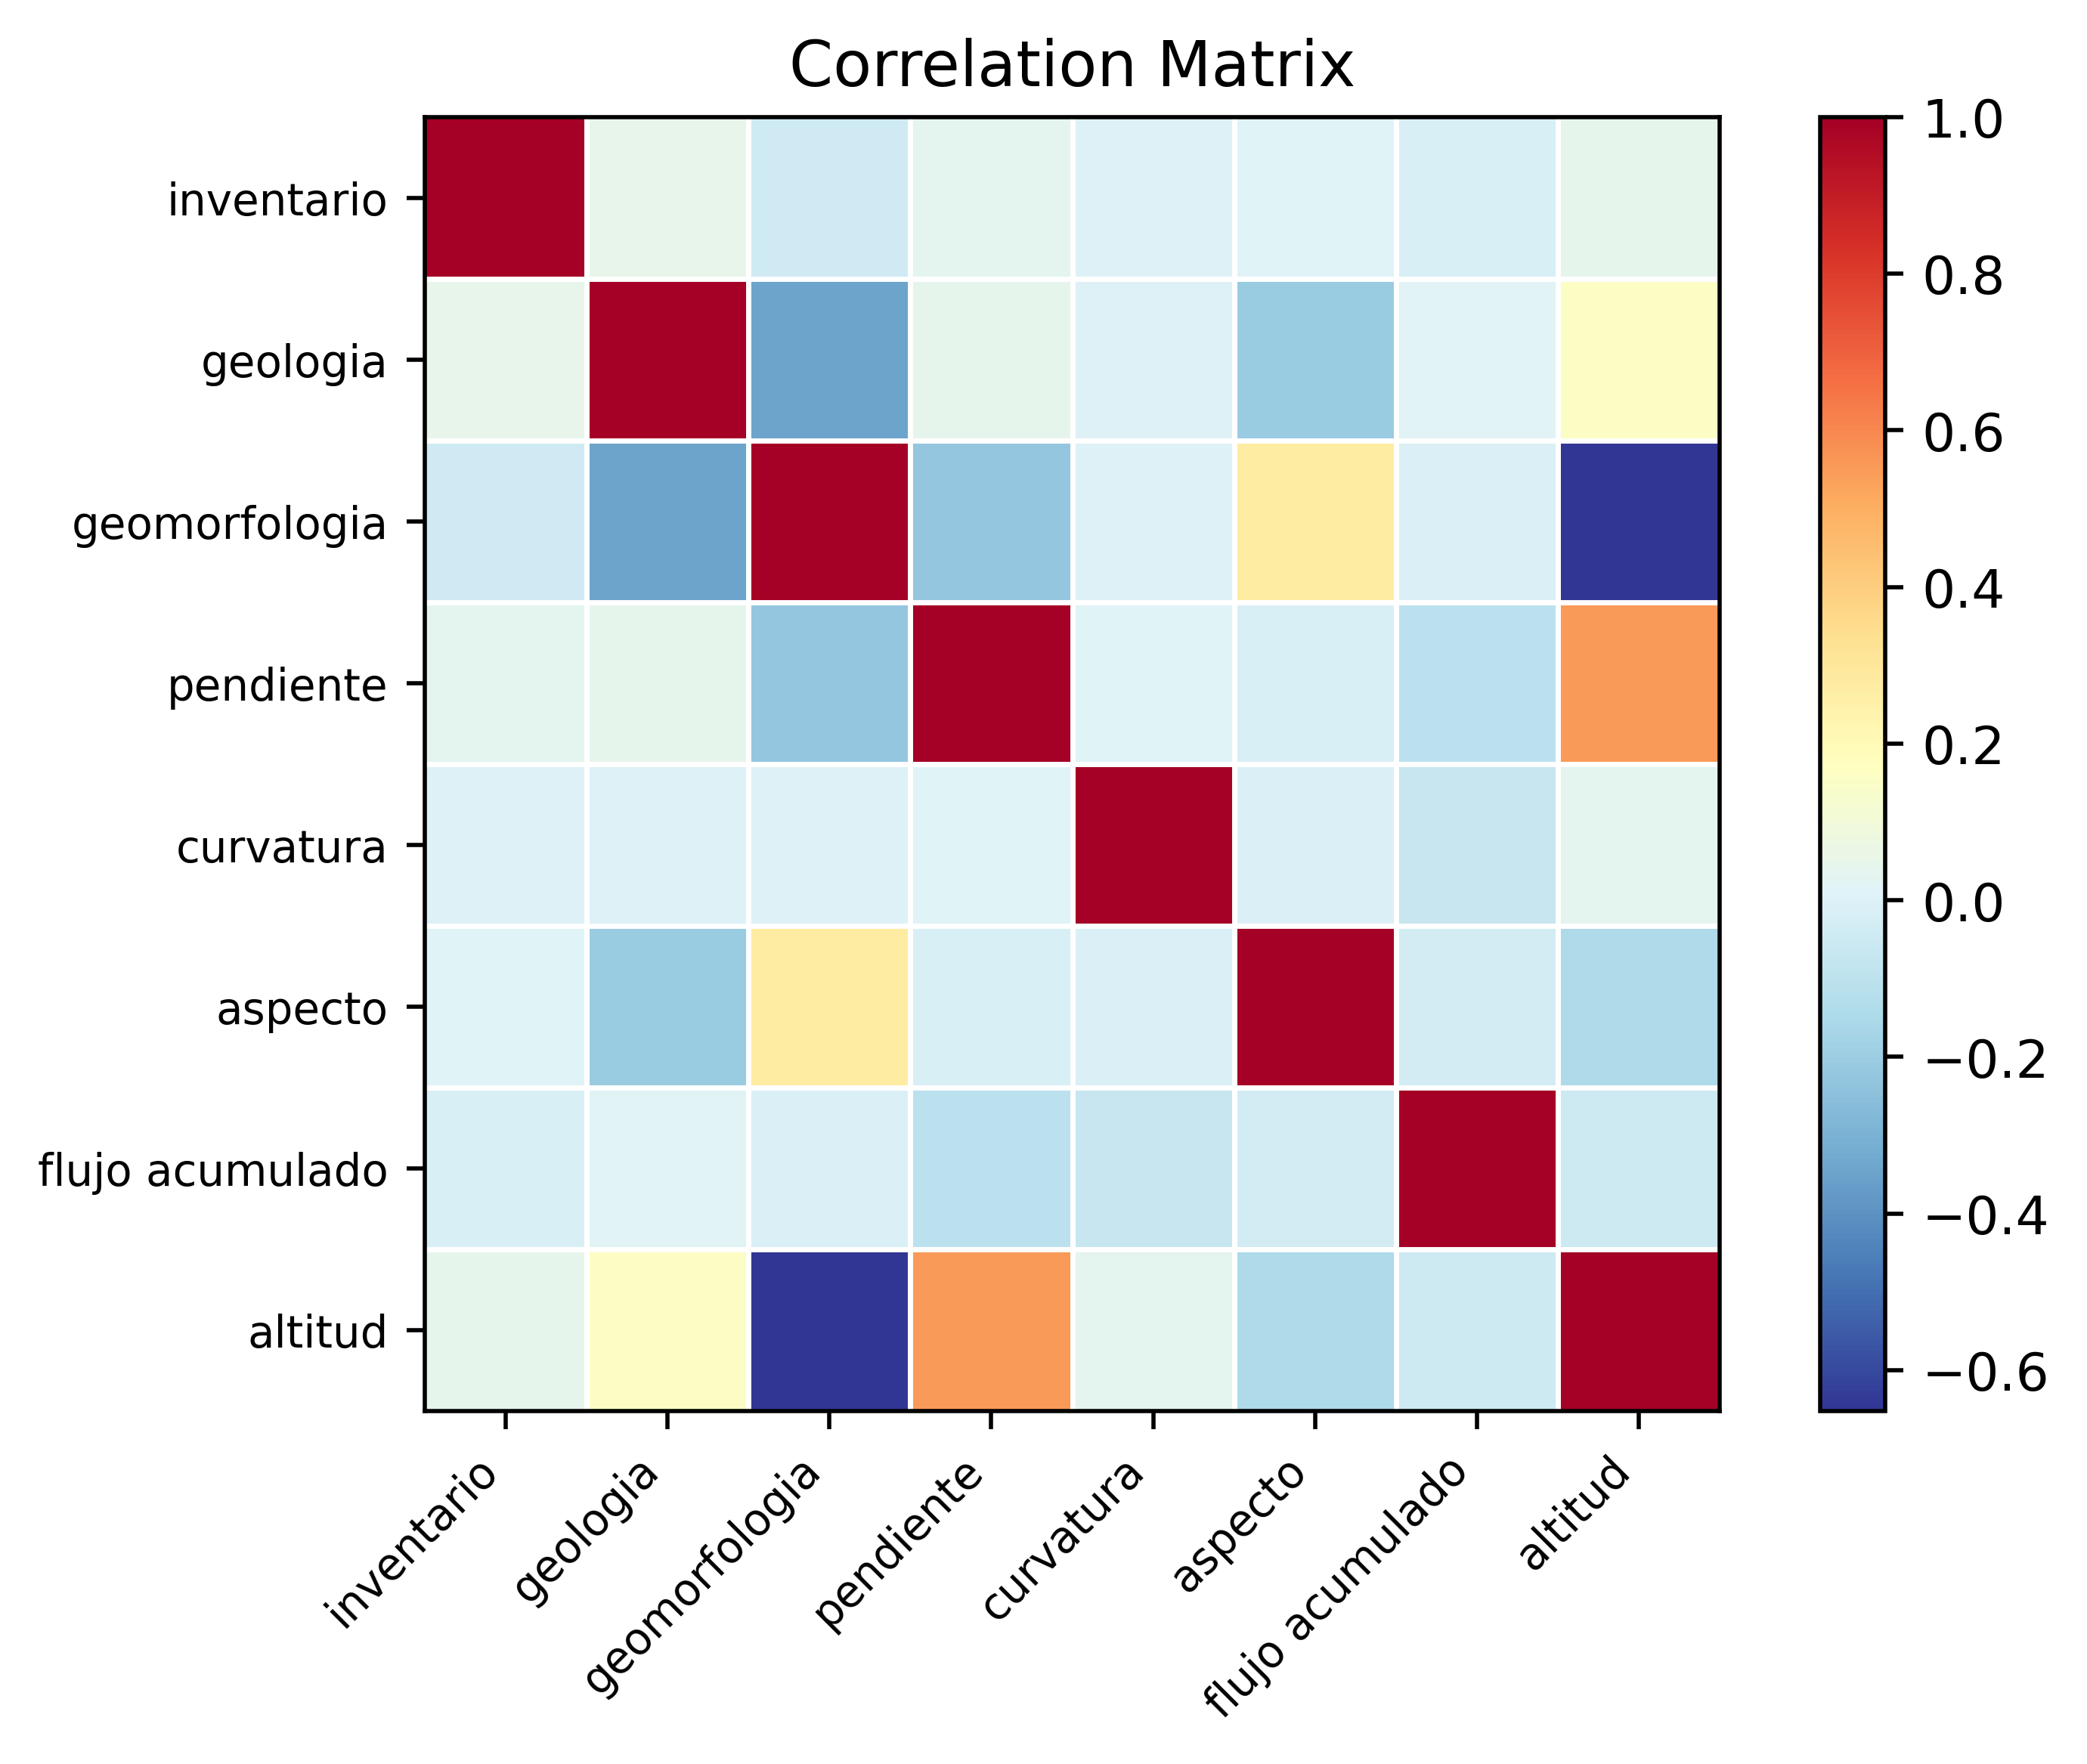 Correlation Matrix
inventario
geologia
geomorfologia
pendiente
curvatura
aspecto
flujo acumulado
altitud
inventario
geologia
geomorfologia
pendiente
curvatura
aspecto
flujo acumulado
altitud
1.0
0.8
0.6
0.4
0.2
0.0
−0.2
−0.4
−0.6